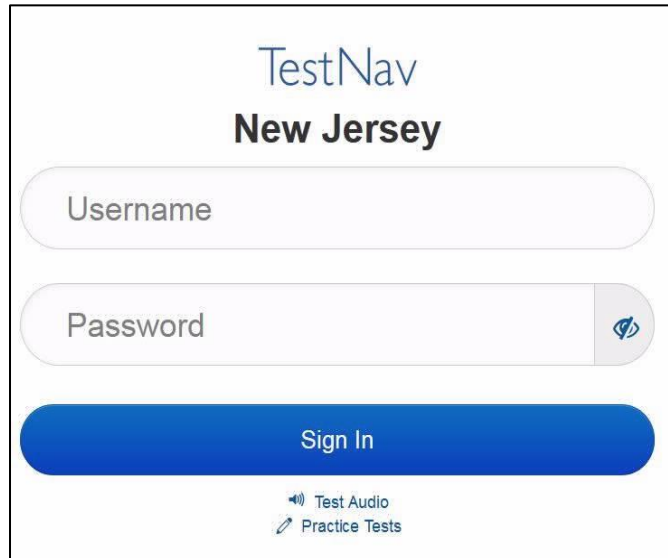 TestNav
New Jersey
Username
Password
Sign In
Test Audio
Practice Tests